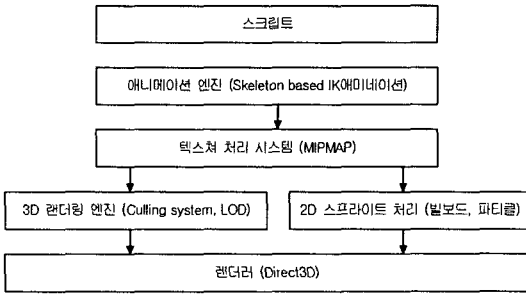 스크립트
애니메이션 엔진 (Skeleton based IK애미네이션)
텍스쳐 처리 시스템 (MIPMAP)
3D 랜더링 엔진 (Culling system, LOD)
2D 스프라이트 처리 (빌보드, 파티클)
렌더러 (Direct3D)